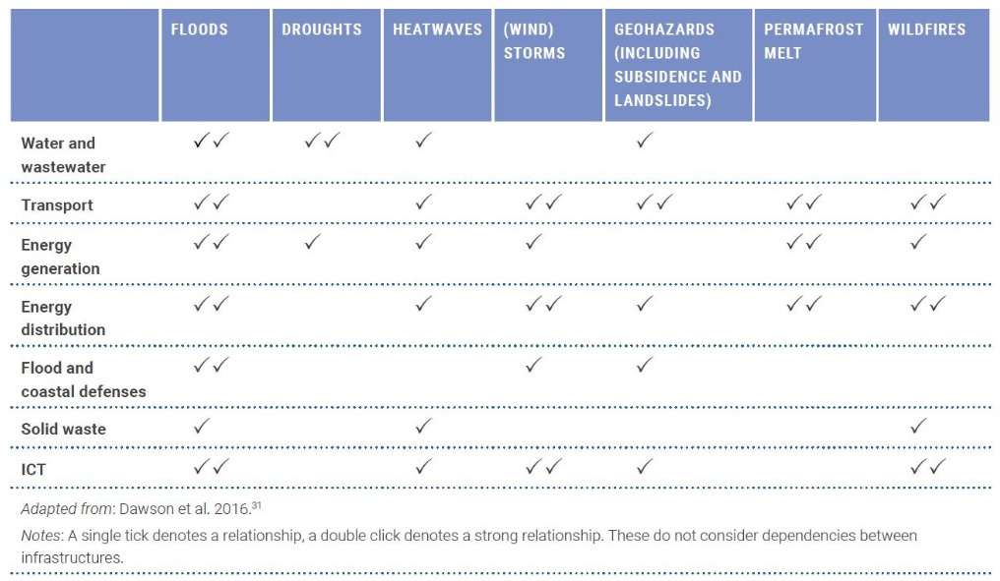 FLOODS DROUGHTS HEATWAVES (WIND) STORMS GEOHAZARDS (INCLUDING SUBSIDENCE AND LANDSLIDES) PERMAFROST MELT WILDFIRES
Water and wastewater ✓✓ ✓✓ ✓ ✓
Transport ✓✓ ✓ ✓✓ ✓✓ ✓✓ ✓✓
Energy generation ✓✓ ✓ ✓ ✓ ✓✓ ✓
Energy distribution ✓✓ ✓ ✓✓ ✓ ✓✓ ✓✓
Flood and coastal defenses ✓✓ ✓ ✓
Solid waste ✓ ✓ ✓
ICT ✓✓ ✓ ✓✓ ✓ ✓✓
Adapted from: Dawson et al. 2016.31
Notes: A single tick denotes a relationship, a double click denotes a strong relationship. These do not consider dependencies between
infrastructures.